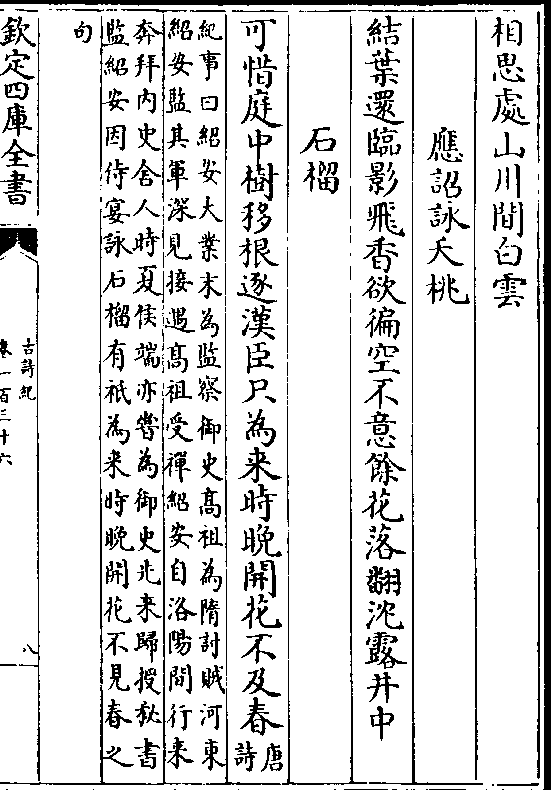 相思處山川間白雲
應詔詠夭桃
結葉還臨影飛香欲徧空不意餘花落翻沈露井中
石榴
可惜庭中樹移根逐漢臣只為来時晚開花不及春唐詩
紀事曰紹安大業末為監察御史髙祖為隋討賊河東
紹安監其軍深見接遇髙祖受禪紹安自洛陽間行来
奔拜内史舍人時夏侯端亦嘗為御史先来歸授秘書
監紹安因侍宴詠石榴有祇為来時晚開花不見春之
句
欽定四庫全書
古詩紀
卷一百三十六
八